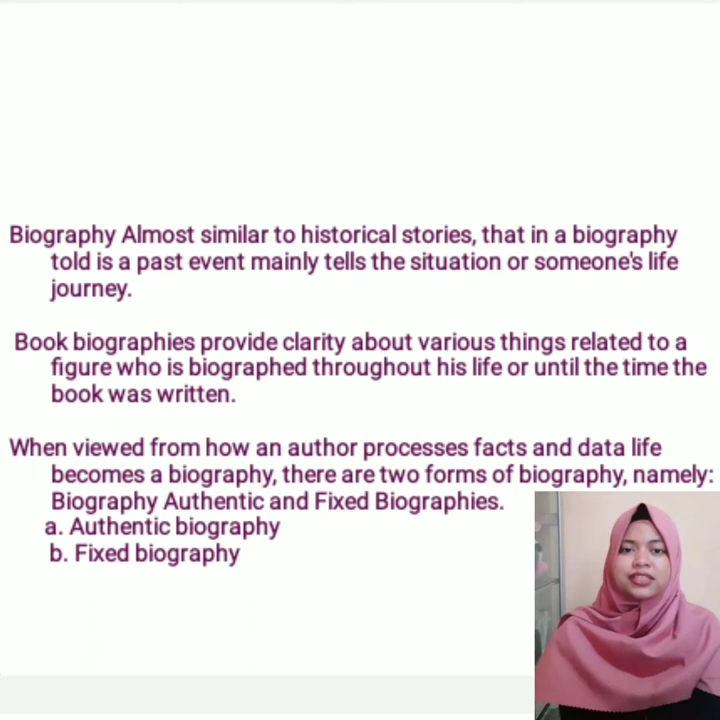 Biography Almost similar to historical stories, that in a biography
told is a past event mainly tells the situation or someone's life
journey.
Book biographies provide clarity about various things related to a
figure who is biographed throughout his life or until the time the
book was written.
When viewed from how an author processes facts and data life
becomes a biography, there are two forms of biography, namely:
Biography Authentic and Fixed Biographies.
a. Authentic biography
b. Fixed biography